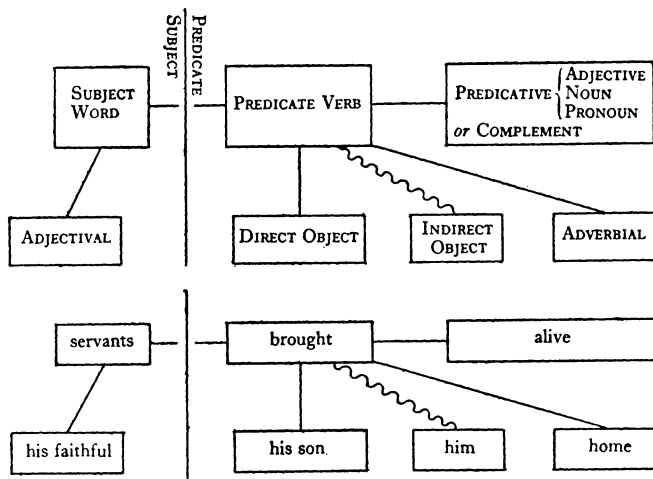 SUBJECT
PREDICATE
SUBJECT
WORD
PREDICATE VERB
PREDICATIVE { ADJECTIVE
NOUN
PRONOUN
or COMPLEMENT
ADJECTIVAL
DIRECT OBJECT
INDIRECT
OBJECT
ADVERBIAL
servants
brought
alive
his faithful
his son
him
home